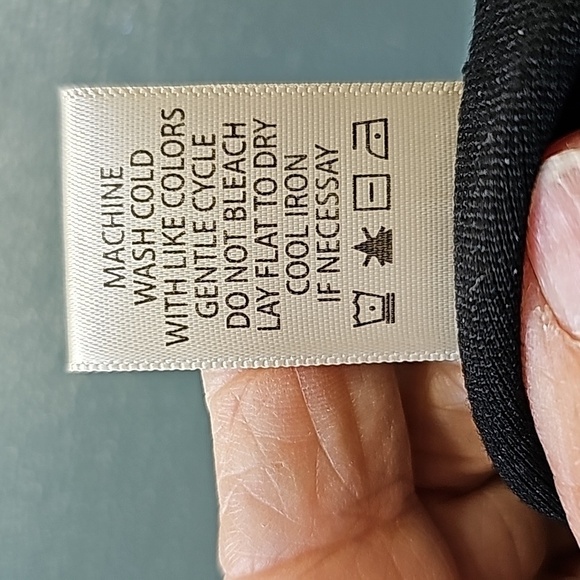 MACHINE
WASH COLD
WITH LIKE COLORS
GENTLE CYCLE
DO NOT BLEACH
LAY FLAT TO DRY
COOL IRON
IF NECESSAY